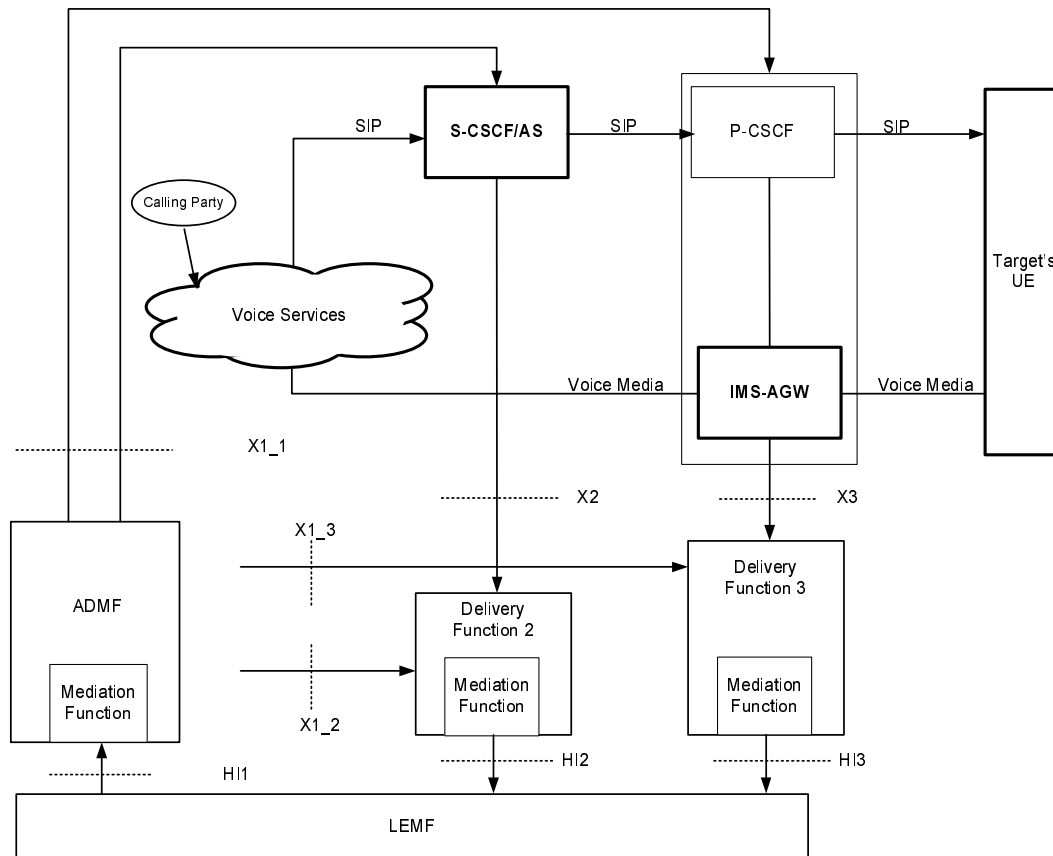 SIP
S-CSCF/AS
SIP
P-CSCF
SIP
Calling Party
Voice Services
Target's
UE
Voice Media
IMS-AGW
Voice Media
X1_1
X2
X3
X1_3
ADMF
Delivery
Function 2
Delivery
Function 3
Mediation
Function
Mediation
Function
Mediation
Function
X1_2
HI1
HI2
HI3
LEMF